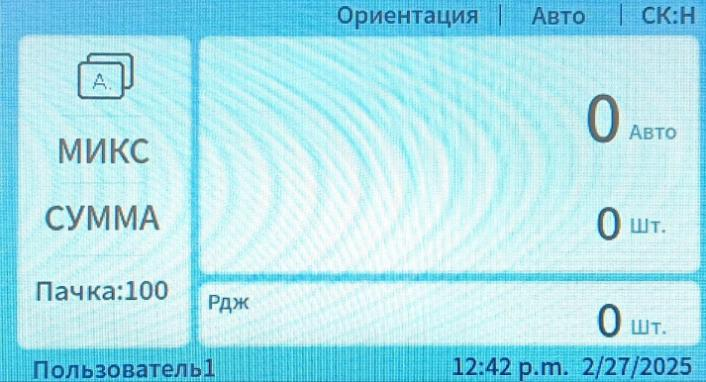 Ориентация | Авто | СК:Н
A.
МИКС
СУММА
Пачка:100
0 Авто
0 Шт.
Рдж
0 Шт.
Пользователь1
12:42 p.m. 2/27/2025